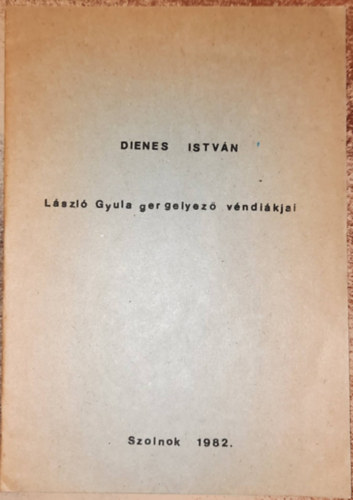 DIENES ISTVÁN
László Gyula gergelyező véndiákjai
Szolnok 1982.